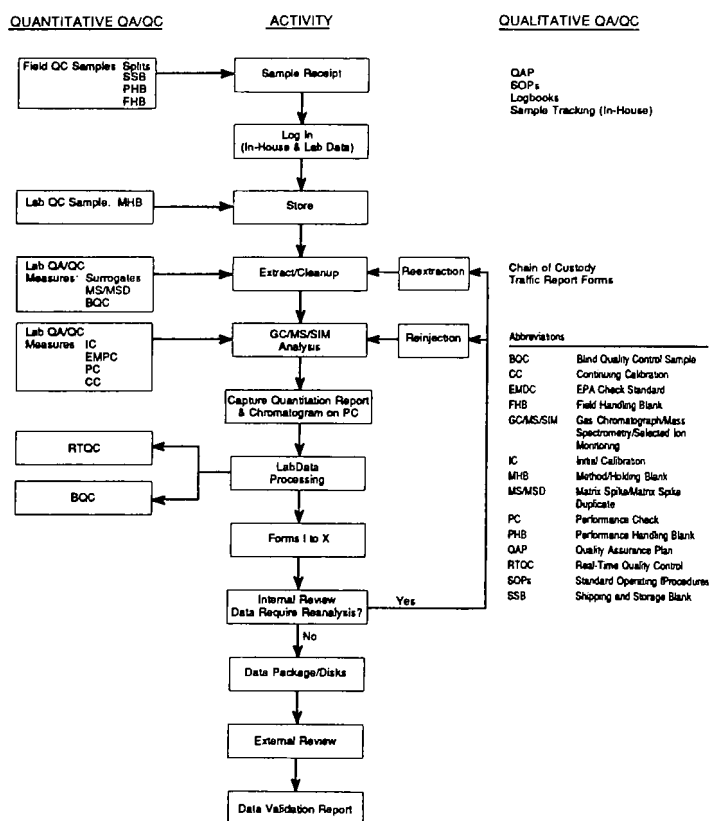 QUANTITATIVE QA/QC
ACTIVITY
QUALITATIVE QA/QC
Field QC Samples Splits
SSB
PHB
FHB
Sample Receipt
QAP
SOPs
Logbooks
Sample Tracking (In-House)
Log In
(In-House & Lab Data)
Lab QC Sample. MHB
Store
Lab QA/QC
Measures: Surrogates
MS/MSD
BQC
Extract/Cleanup
Reextraction
Chain of Custody
Traffic Report Forms
Lab QA/QC
Measures IC
EMPC
PC
CC
GC/MS/SIM
Analysis
Reinjection
Capture Quantitation Report
& Chromatogram on PC
RTQC
BQC
LabData
Processing
Forms I to X
Internal Review
Data Require Reanalysis?
Yes
No
Data Package/Disks
External Review
Data Validation Report
Abbreviations
BQC Blind Quality Control Sample
CC Continuing Calibration
EMDC EPA Check Standard
FHB Field Handling Blank
GC/MS/SIM Gas Chromatograph/Mass
Spectrometry/Selected Ion
Monitoring
IC Initial Calibration
MHB Method/Holding Blank
MS/MSD Matrix Spike/Matrix Spike
Duplicate
PC Performance Check
PHB Performance Handling Blank
QAP Quality Assurance Plan
RTQC Real-Time Quality Control
SOPs Standard Operating Procedures
SSB Shipping and Storage Blank